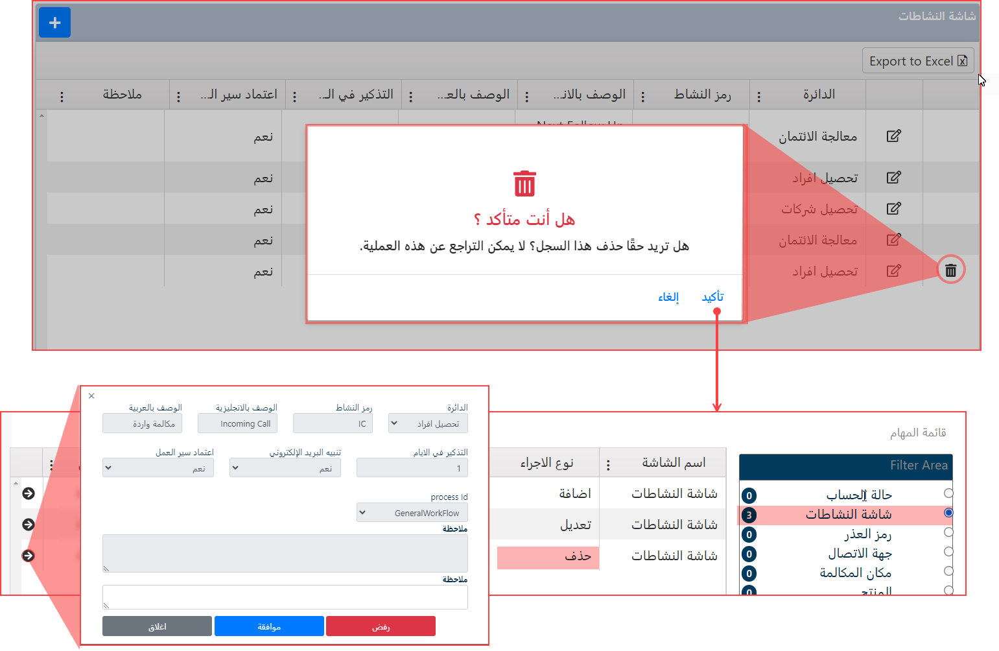 شاشة النشاطات
Export to Excel
الدائرة
رمز النشاط
الوصف بالانـ...
الوصف بالعـ...
التذكير في الـ...
اعتماد سير الـ...
ملاحظة
معالجة الائتمان
نعم
تحصيل افراد
نعم
تحصيل شركات
نعم
معالجة الائتمان
نعم
تحصيل افراد
نعم
هل أنت متأكد ؟
هل تريد حقًا حذف هذا السجل؟ لا يمكن التراجع عن هذه العملية.
تأكيد
إلغاء
قائمة المهام
Filter Area
حالة الحساب
0
شاشة النشاطات
3
رمز العذر
0
جهة الاتصال
0
مكان المكالمة
0
المنتج
0
اسم الشاشة
نوع الاجراء
شاشة النشاطات
اضافة
شاشة النشاطات
تعديل
شاشة النشاطات
حذف
×
الدائرة
رمز النشاط
الوصف بالانجليزية
الوصف بالعربية
تحصيل افراد
IC
Incoming Call
مكالمة واردة
التذكير في الايام
تنبيه البريد الإلكتروني
اعتماد سير العمل
1
نعم
نعم
process Id
GeneralWorkFlow
ملاحظة
ملاحظة
رفض
موافقة
اغلاق